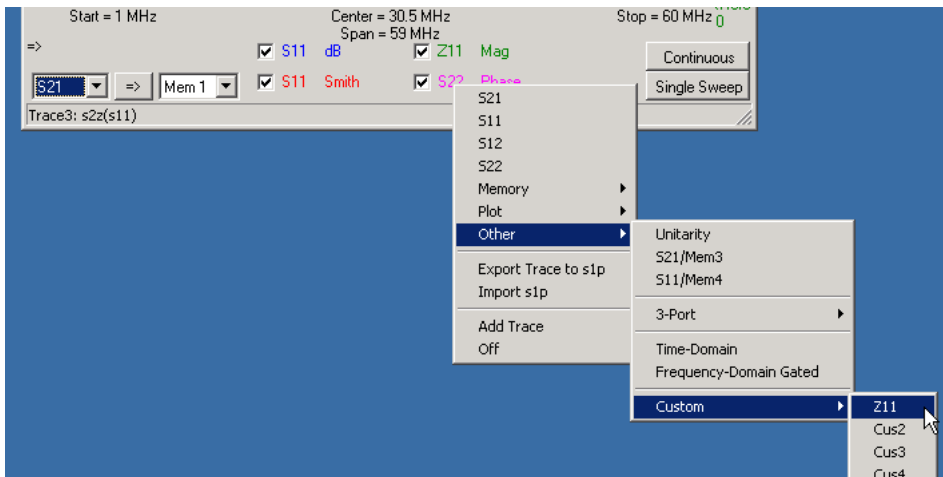 Start = 1 MHz Center = 30.5 MHz Stop = 60 MHz 0
Span = 59 MHz
=> S11 dB Z11 Mag Continuous
S21 => Mem 1 S11 Smith S22 Phase Single Sweep
Trace3: s2z(s11)
S21
S11
S12
S22
Memory
Plot
Other
Export Trace to s1p
Import s1p
Add Trace
Off
Unitarity
S21/Mem3
S11/Mem4
3-Port
Time-Domain
Frequency-Domain Gated
Custom
Z11
Cus2
Cus3
Cus4